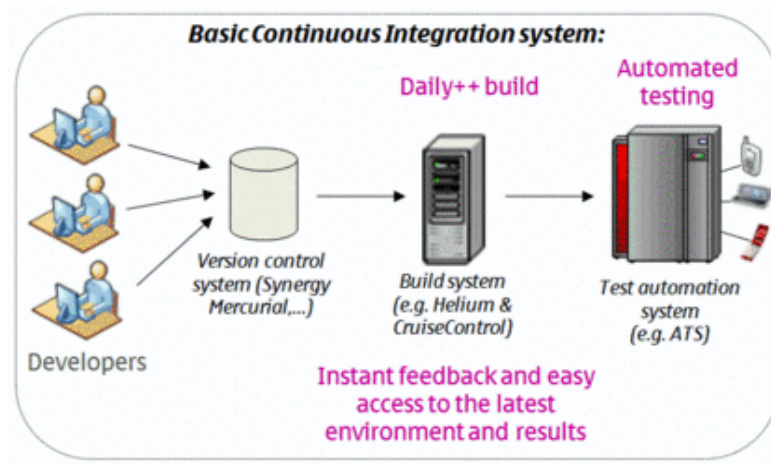 Basic Continuous Integration system:
Daily++ build
Automated
testing
Version control
system (Synergy
Mercurial,...)
Build system
(e.g. Helium &
CruiseControl)
Test automation
system
(e.g. ATS)
Developers
Instant feedback and easy
access to the latest
environment and results